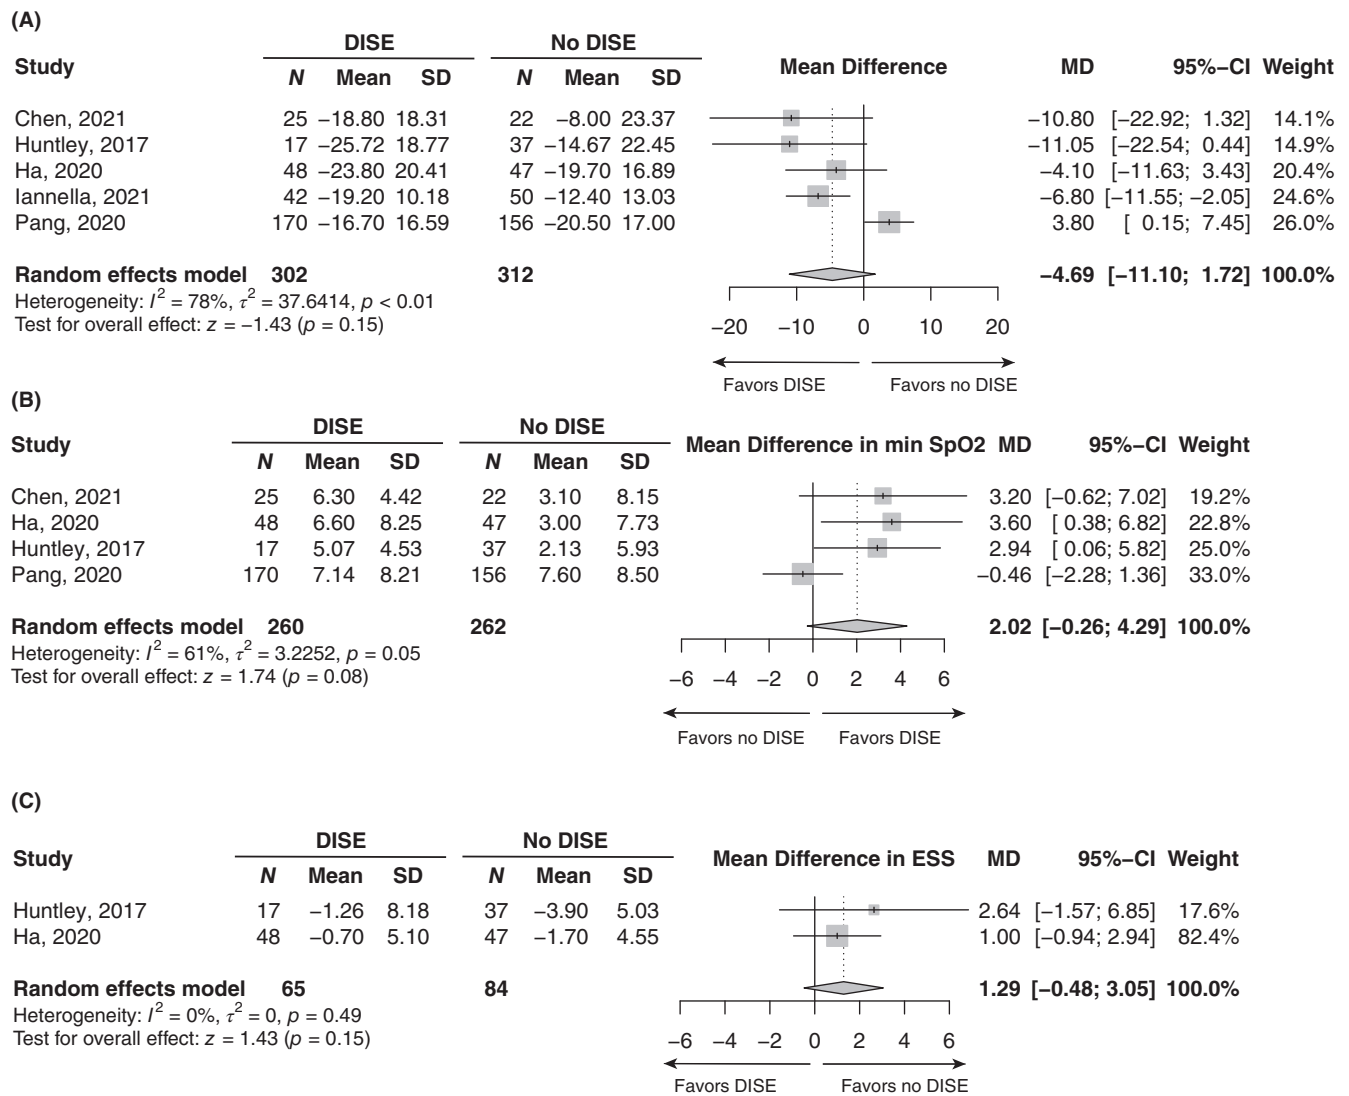 (A)
DISE No DISE
Study Mean Difference MD 95%−CI Weight
N Mean SD N Mean SD
Chen, 2021 25 −18.80 18.31 22 −8.00 23.37 −10.80 [−22.92; 1.32] 14.1%
Huntley, 2017 17 −25.72 18.77 37 −14.67 22.45 −11.05 [−22.54; 0.44] 14.9%
Ha, 2020 48 −23.80 20.41 47 −19.70 16.89 −4.10 [−11.63; 3.43] 20.4%
Iannella, 2021 42 −19.20 10.18 50 −12.40 13.03 −6.80 [−11.55; −2.05] 24.6%
Pang, 2020 170 −16.70 16.59 156 −20.50 17.00 3.80 [ 0.15; 7.45] 26.0%
Random effects model 302 312 −4.69 [−11.10; 1.72] 100.0%
Heterogeneity: I² = 78%, τ² = 37.6414, p < 0.01
Test for overall effect: z = −1.43 (p = 0.15)
−20 −10 0 10 20
Favors DISE Favors no DISE
(B)
DISE No DISE
Study Mean Difference in min SpO2 MD 95%−CI Weight
N Mean SD N Mean SD
Chen, 2021 25 6.30 4.42 22 3.10 8.15 3.20 [−0.62; 7.02] 19.2%
Ha, 2020 48 6.60 8.25 47 3.00 7.73 3.60 [ 0.38; 6.82] 22.8%
Huntley, 2017 17 5.07 4.53 37 2.13 5.93 2.94 [ 0.06; 5.82] 25.0%
Pang, 2020 170 7.14 8.21 156 7.60 8.50 −0.46 [−2.28; 1.36] 33.0%
Random effects model 260 262 2.02 [−0.26; 4.29] 100.0%
Heterogeneity: I² = 61%, τ² = 3.2252, p = 0.05
Test for overall effect: z = 1.74 (p = 0.08)
−6 −4 −2 0 2 4 6
Favors no DISE Favors DISE
(C)
DISE No DISE
Study Mean Difference in ESS MD 95%−CI Weight
N Mean SD N Mean SD
Huntley, 2017 17 −1.26 8.18 37 −3.90 5.03 2.64 [−1.57; 6.85] 17.6%
Ha, 2020 48 −0.70 5.10 47 −1.70 4.55 1.00 [−0.94; 2.94] 82.4%
Random effects model 65 84 1.29 [−0.48; 3.05] 100.0%
Heterogeneity: I² = 0%, τ² = 0, p = 0.49
Test for overall effect: z = 1.43 (p = 0.15)
−6 −4 −2 0 2 4 6
Favors DISE Favors no DISE